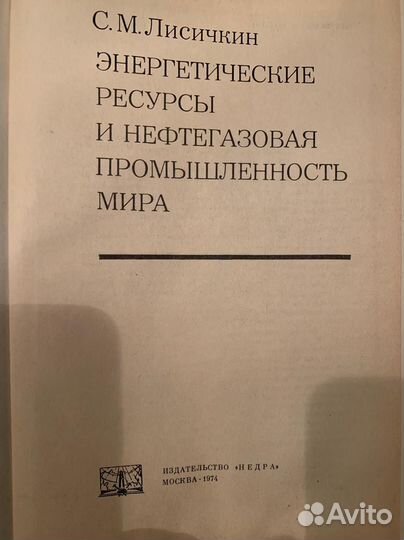 С. М. Лисичкин
ЭНЕРГЕТИЧЕСКИЕ
РЕСУРСЫ
И НЕФТЕГАЗОВАЯ
ПРОМЫШЛЕННОСТЬ
МИРА
ИЗДАТЕЛЬСТВО «НЕДРА»
МОСКВА · 1974
Avito